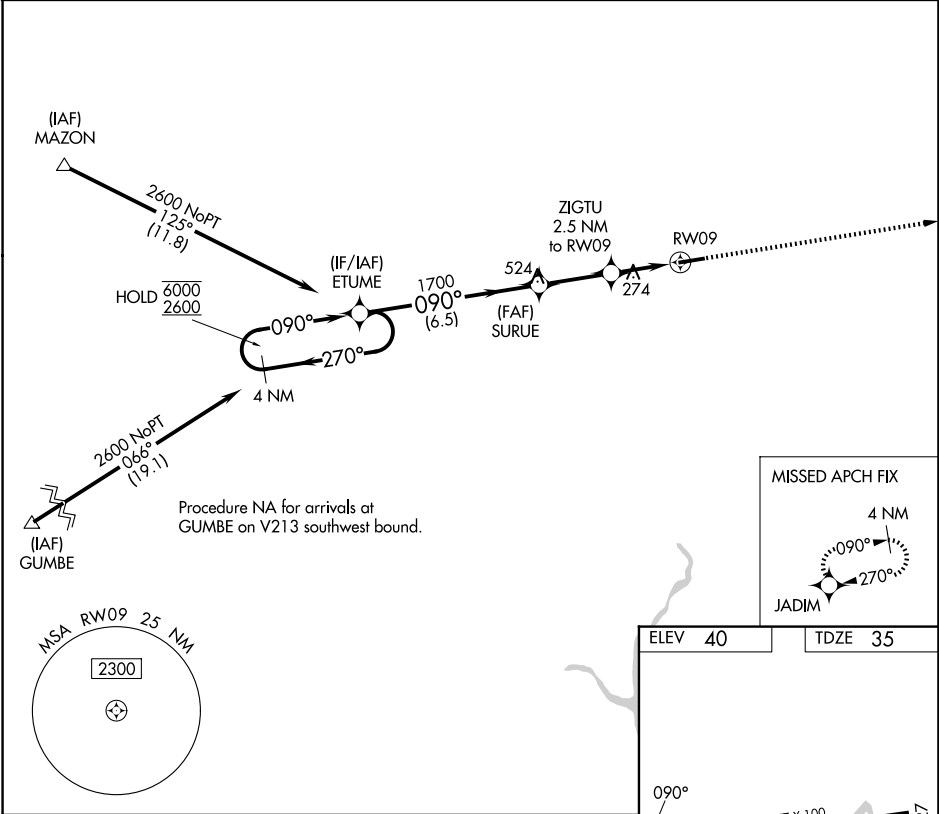 (IAF)
MAZON
2600 NoPT
125°
(11.8)
ZIGTU
2.5 NM
to RW09
RW09
(IF/IAF)
ETUME
524
274
HOLD 6000
2600
1700
090°
(6.5)
(FAF)
SURUE
090°
270°
4 NM
2600 NoPT
066°
(19.1)
(IAF)
GUMBE
Procedure NA for arrivals at
GUMBE on V213 southwest bound.
MISSED APCH FIX
4 NM
090°
270°
JADIM
MSA RW09 25 NM
2300
ELEV 40
TDZE 35
090°
X 100